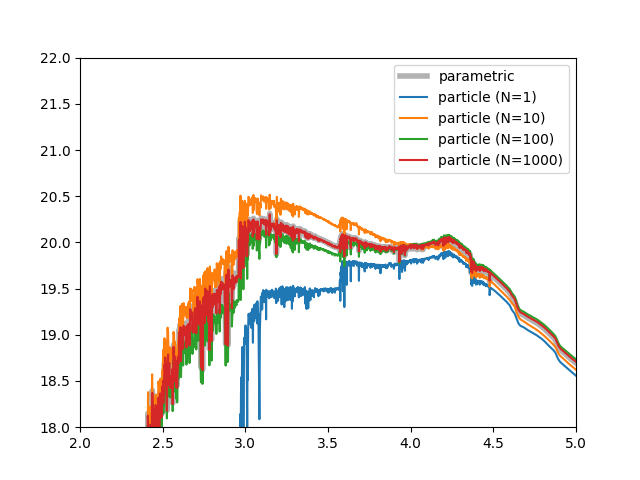 22.0
21.5
21.0
20.5
20.0
19.5
19.0
18.5
18.0
2.0 2.5 3.0 3.5 4.0 4.5 5.0
parametric
particle (N=1)
particle (N=10)
particle (N=100)
particle (N=1000)